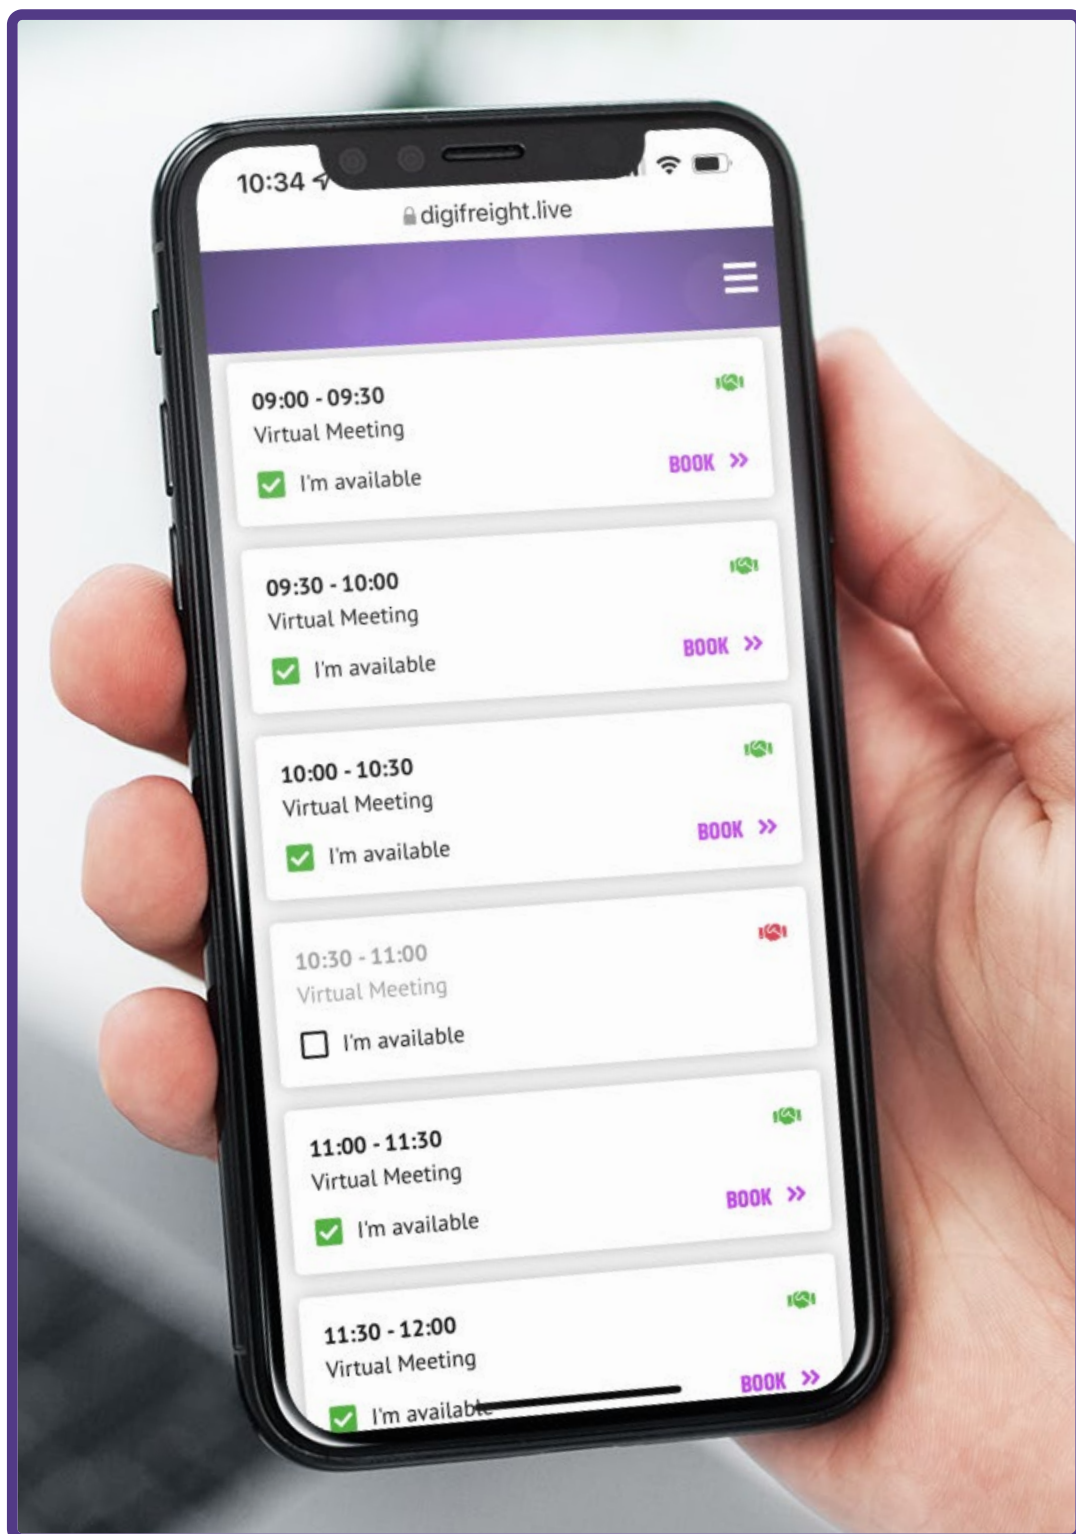 10:34
digifreight.live
09:00 - 09:30
Virtual Meeting
I'm available
BOOK
09:30 - 10:00
Virtual Meeting
I'm available
BOOK
10:00 - 10:30
Virtual Meeting
I'm available
BOOK
10:30 - 11:00
Virtual Meeting
I'm available
11:00 - 11:30
Virtual Meeting
I'm available
BOOK
11:30 - 12:00
Virtual Meeting
BOOK
I'm available